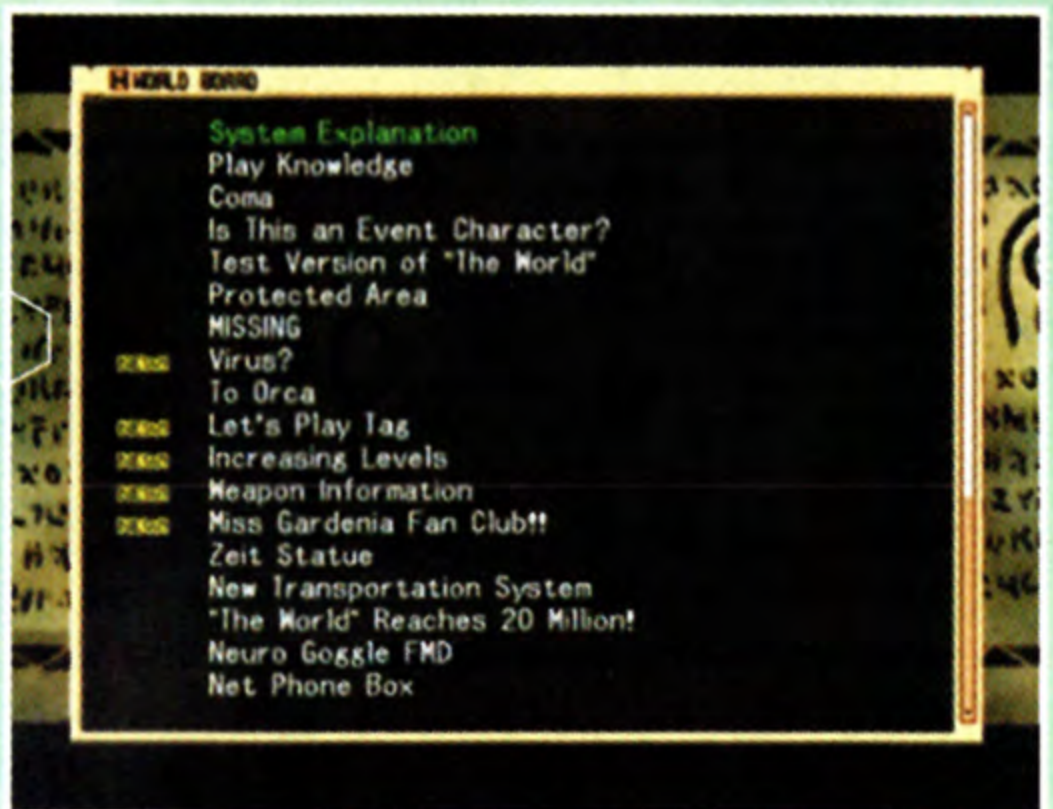 WORLD BOARD
System Explanation
Play Knowledge
Coma
Is This an Event Character?
Test Version of "The World"
Protected Area
MISSING
Virus?
To Orca
Let's Play Tag
Increasing Levels
Weapon Information
Miss Gardenia Fan Club!!
Zeit Statue
New Transportation System
"The World" Reaches 20 Million!
Neuro Goggle FMD
Net Phone Box